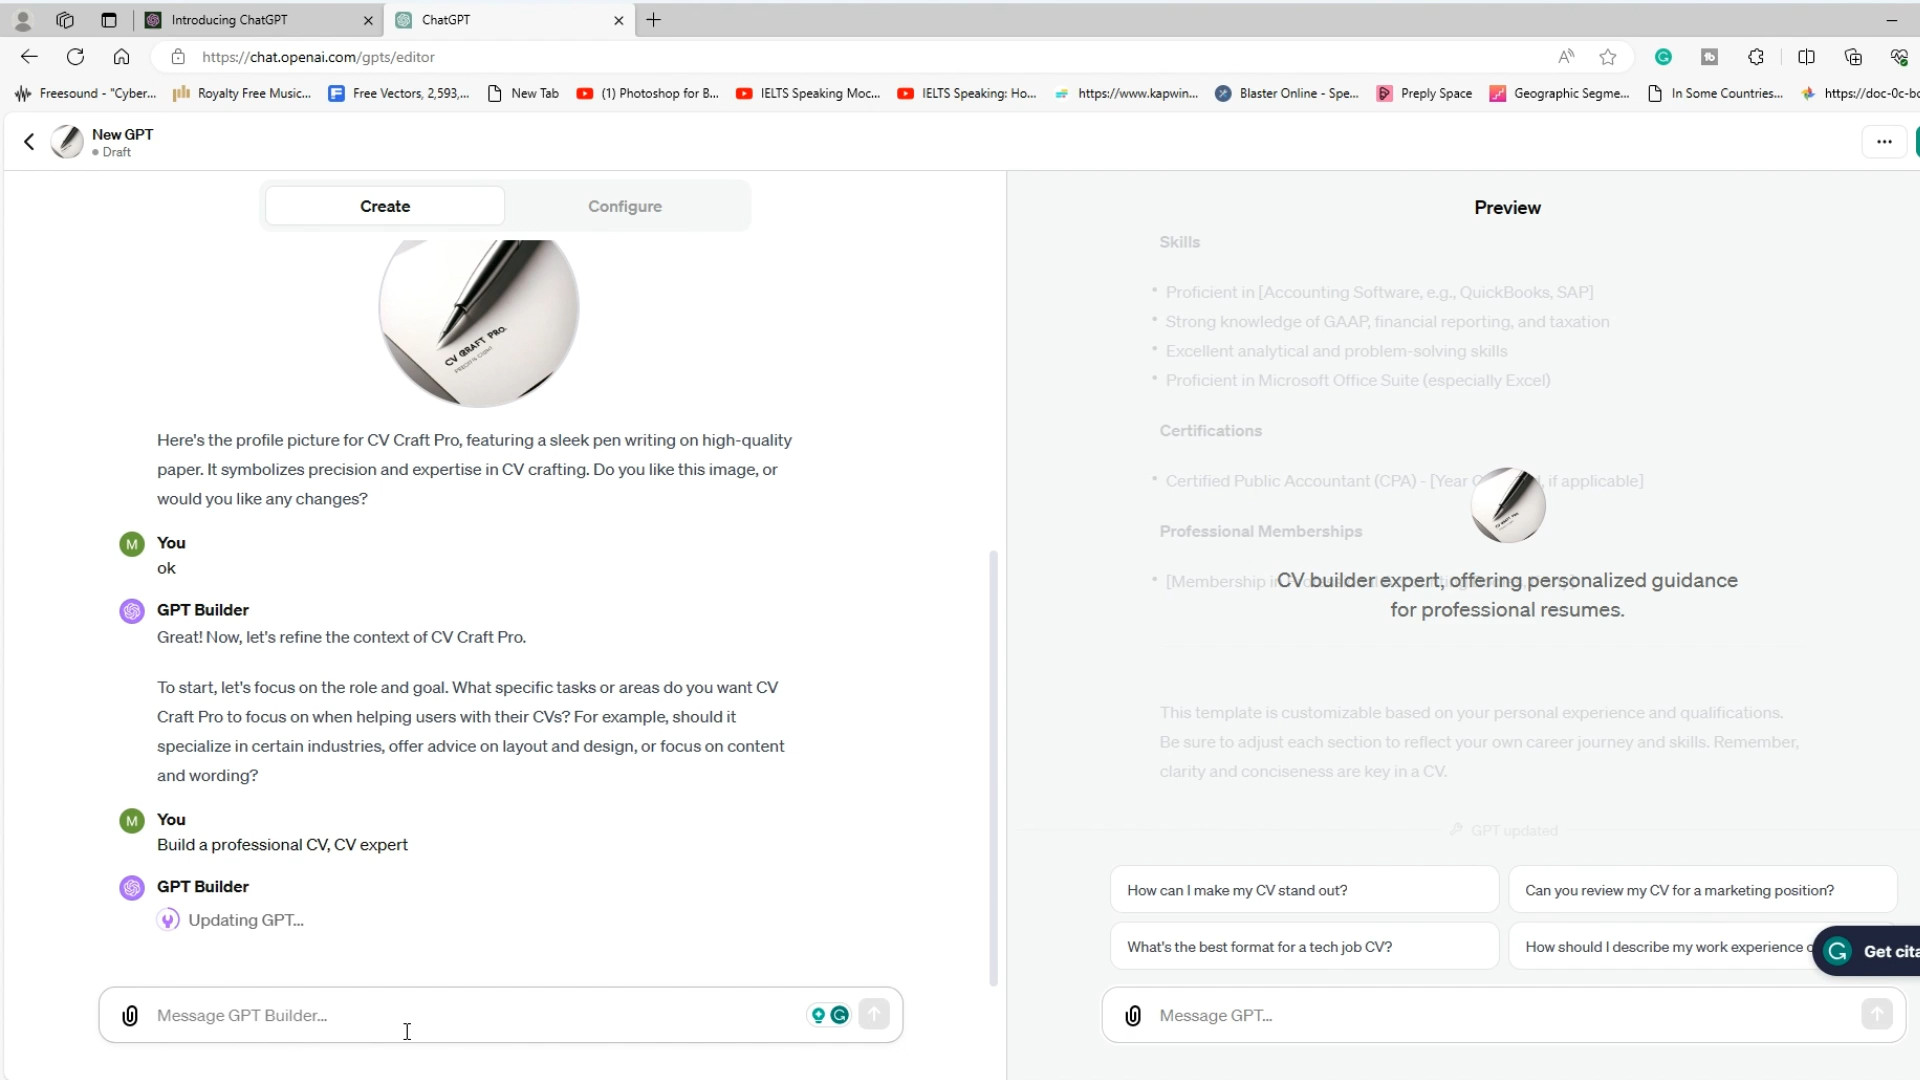 Introducing ChatGPT
ChatGPT
https://chat.openai.com/gpts/editor
Freesound - "Cyber...
Royalty Free Music...
Free Vectors, 2,593,...
New Tab
(1) Photoshop for B...
IELTS Speaking Moc...
IELTS Speaking: Ho...
https://www.kapwin...
Blaster Online - Spe...
Preply Space
Geographic Segme...
In Some Countries...
https://doc-0c-bc
New GPT
Draft
Create
Configure
CV CRAFT PRO.
Here's the profile picture for CV Craft Pro, featuring a sleek pen writing on high-quality
paper. It symbolizes precision and expertise in CV crafting. Do you like this image, or
would you like any changes?
M
You
ok
GPT Builder
Great! Now, let's refine the context of CV Craft Pro.
To start, let's focus on the role and goal. What specific tasks or areas do you want CV
Craft Pro to focus on when helping users with their CVs? For example, should it
specialize in certain industries, offer advice on layout and design, or focus on content
and wording?
M
You
Build a professional CV, CV expert
GPT Builder
Updating GPT...
Message GPT Builder...
Preview
Skills
• Proficient in [Accounting Software, e.g., QuickBooks, SAP]
• Strong knowledge of GAAP, financial reporting, and taxation
• Excellent analytical and problem-solving skills
• Proficient in Microsoft Office Suite (especially Excel)
Certifications
• Certified Public Accountant (CPA) - [Year if applicable]
Professional Memberships
• [Membership in
CV builder expert, offering personalized guidance
for professional resumes.
This template is customizable based on your personal experience and qualifications.
Be sure to adjust each section to reflect your own career journey and skills. Remember,
clarity and conciseness are key in a CV.
GPT updated
How can I make my CV stand out?
Can you review my CV for a marketing position?
What's the best format for a tech job CV?
How should I describe my work experience
Get cita
Message GPT...